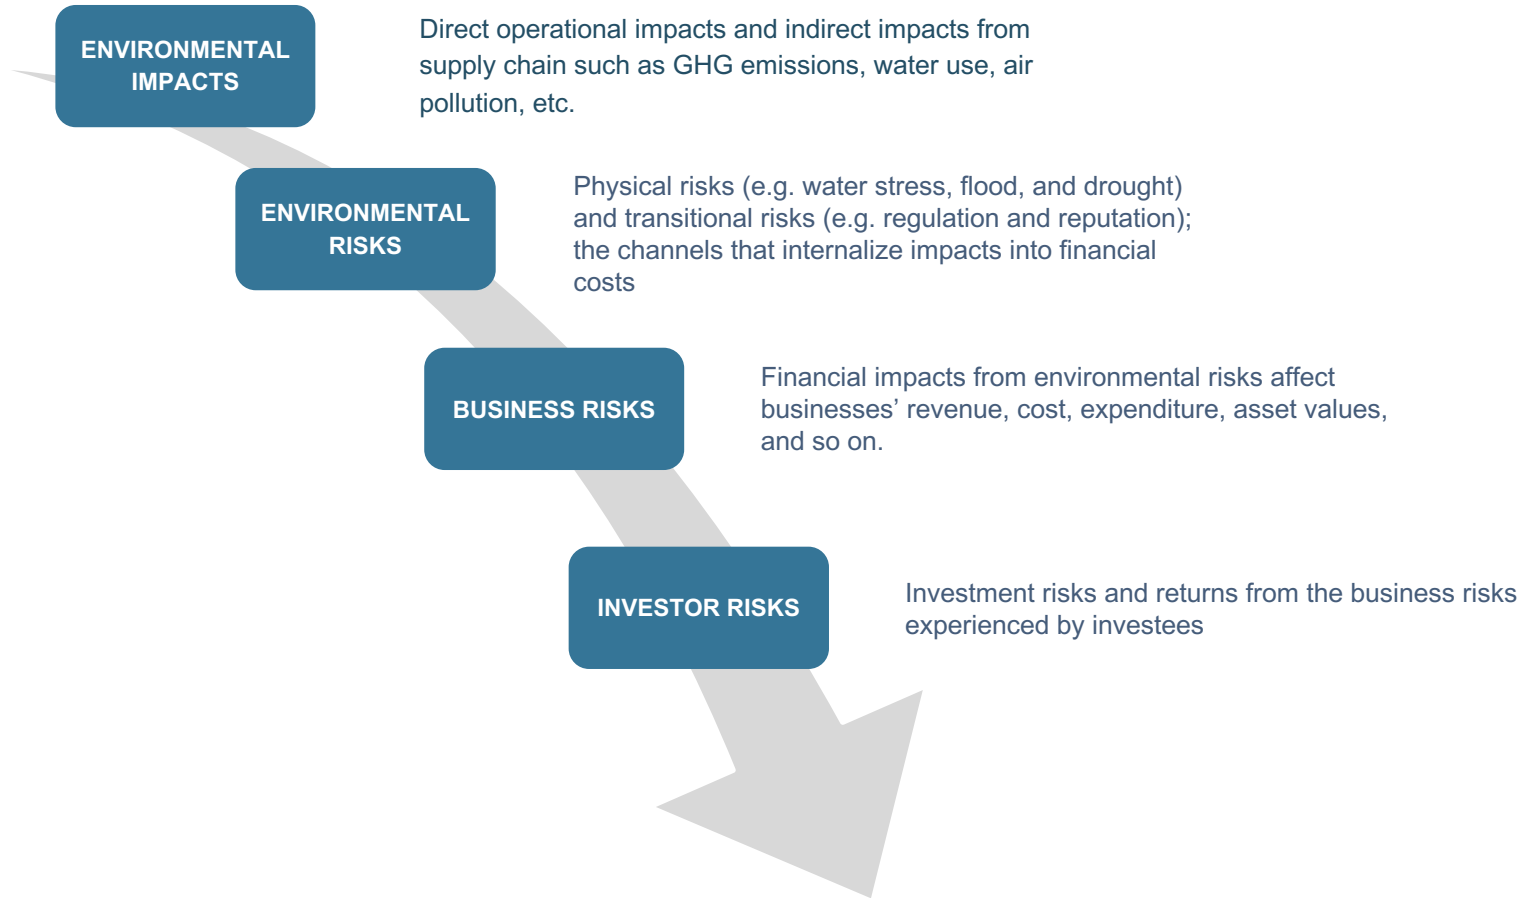 ENVIRONMENTAL
IMPACTS
Direct operational impacts and indirect impacts from
supply chain such as GHG emissions, water use, air
pollution, etc.
ENVIRONMENTAL
RISKS
Physical risks (e.g. water stress, flood, and drought)
and transitional risks (e.g. regulation and reputation);
the channels that internalize impacts into financial
costs
BUSINESS RISKS
Financial impacts from environmental risks affect
businesses’ revenue, cost, expenditure, asset values,
and so on.
INVESTOR RISKS
Investment risks and returns from the business risks
experienced by investees